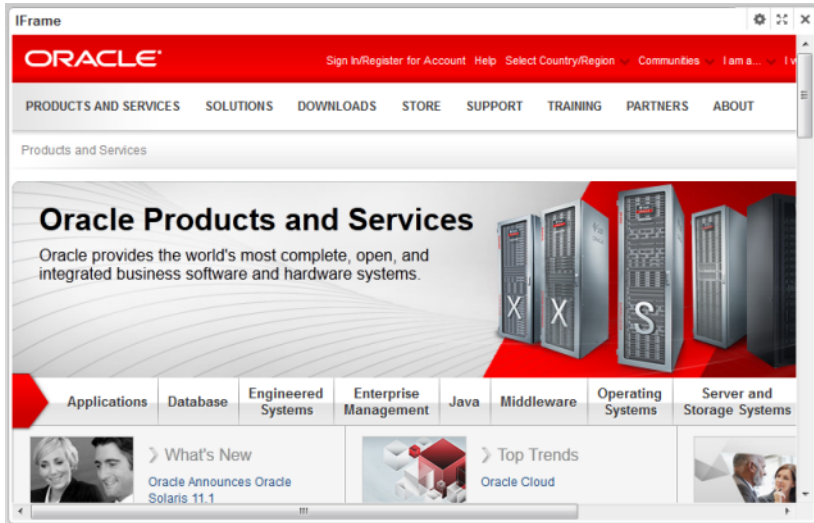 IFrame
ORACLE
Sign In/Register for Account Help Select Country/Region Communities I am a... I w
PRODUCTS AND SERVICES SOLUTIONS DOWNLOADS STORE SUPPORT TRAINING PARTNERS ABOUT
Products and Services
Oracle Products and Services
Oracle provides the world's most complete, open, and
integrated business software and hardware systems.
X X S
Applications Database Engineered Systems Enterprise Management Java Middleware Operating Systems Server and Storage Systems
What's New
Oracle Announces Oracle
Solaris 11.1
Top Trends
Oracle Cloud